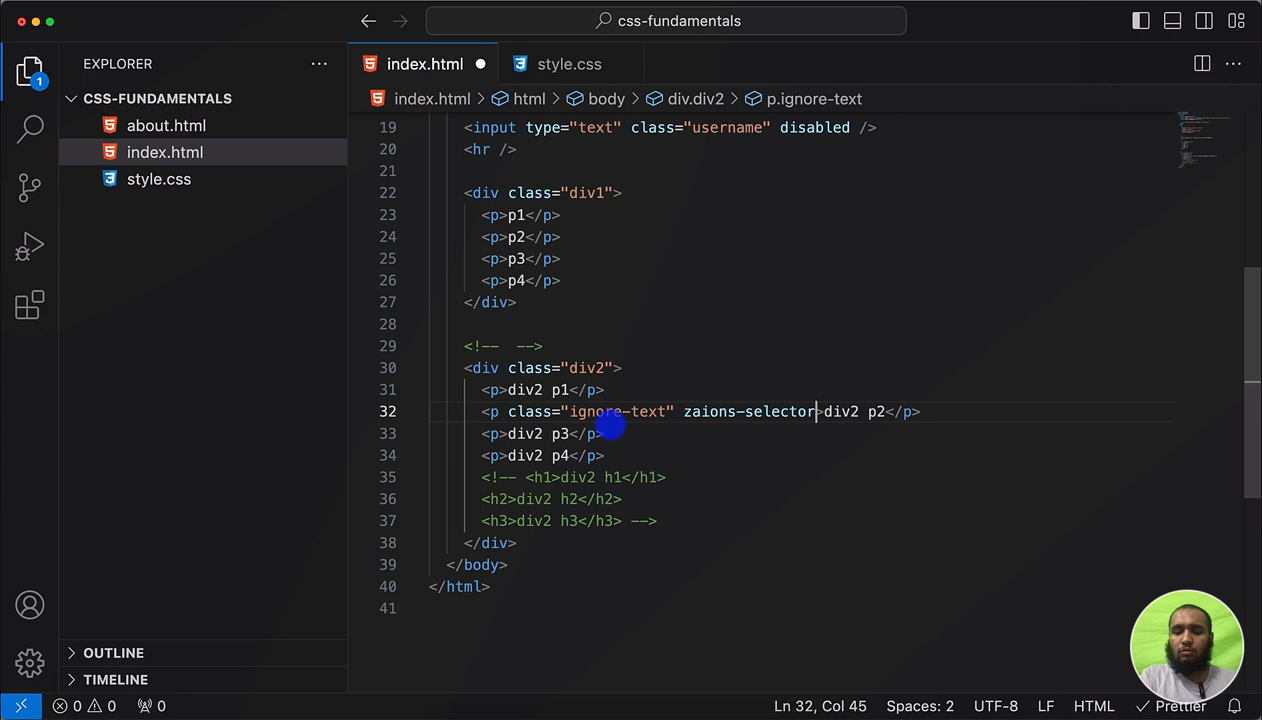 css-fundamentals
EXPLORER
index.html
style.css
CSS-FUNDAMENTALS
index.html
html
body
div.div2
p.ignore-text
1
about.html
index.html
style.css
19 <input type="text" class="username" disabled />
20 <hr />
21
22 <div class="div1">
23 <p>p1</p>
24 <p>p2</p>
25 <p>p3</p>
26 <p>p4</p>
27 </div>
28
29 <!--  -->
30 <div class="div2">
31 <p>div2 p1</p>
32 <p class="ignore-text" zaions-selector>div2 p2</p>
33 <p>div2 p3</p>
34 <p>div2 p4</p>
35 <!-- <h1>div2 h1</h1>
36 <h2>div2 h2</h2>
37 <h3>div2 h3</h3> -->
38 </div>
39 </body>
40 </html>
41
OUTLINE
TIMELINE
0 0 0 Ln 32, Col 45 Spaces: 2 UTF-8 LF HTML Prettier